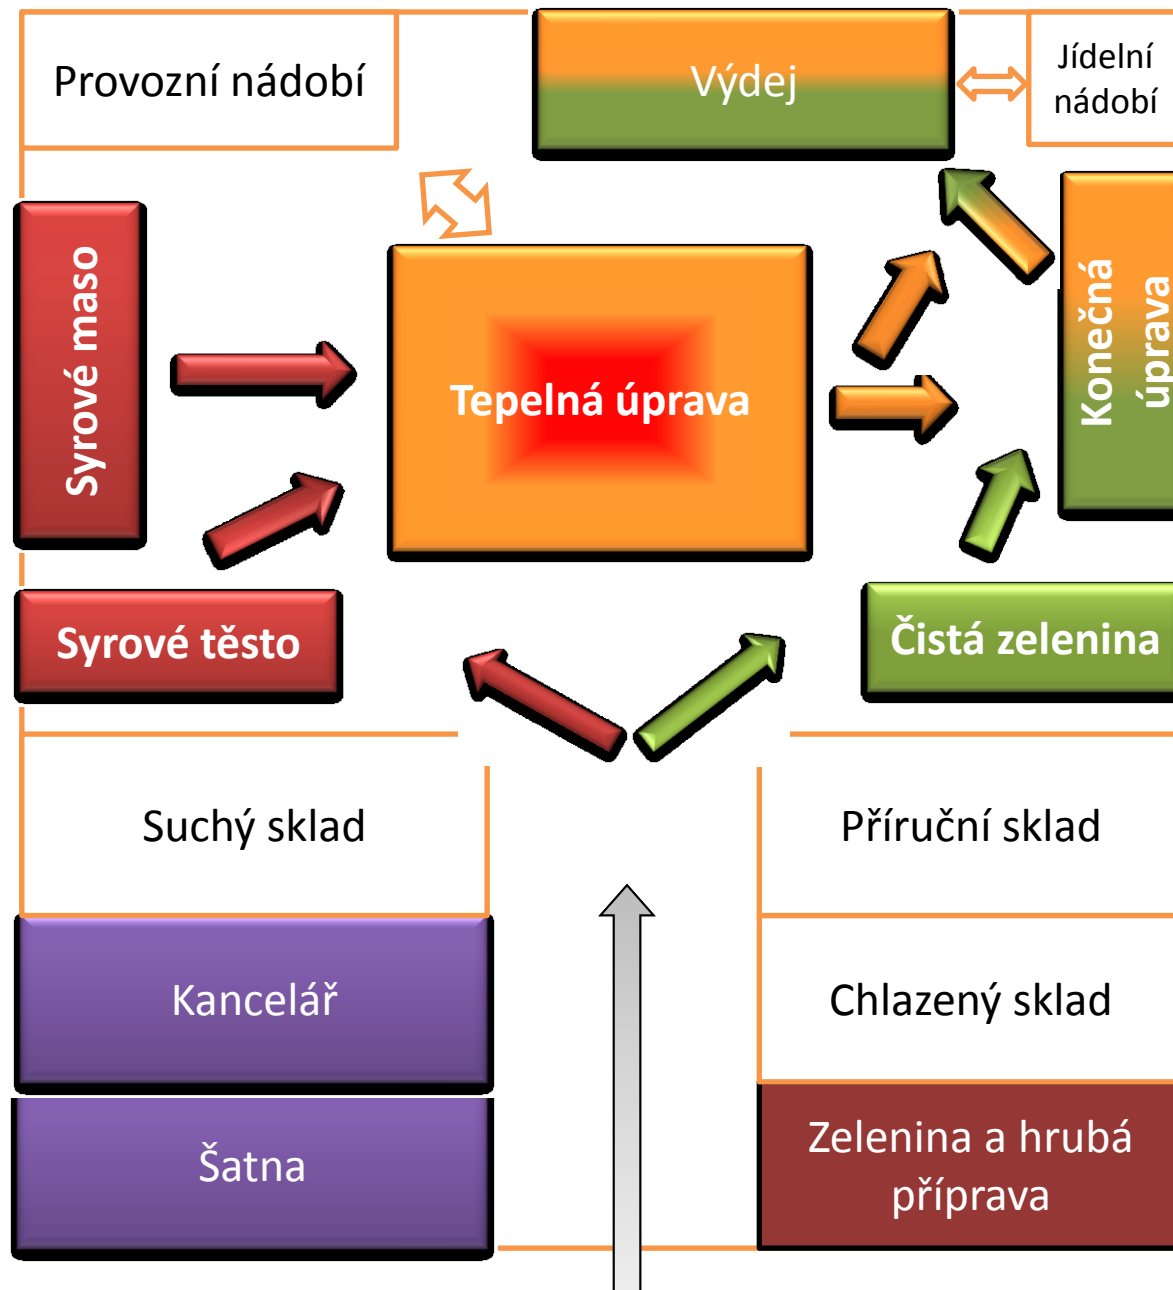 Provozní nádobí
Výdej
Jídelní
nádobí
Syrové maso
Tepelná úprava
Konečná
úprava
Syrové těsto
Čistá zelenina
Suchý sklad
Příruční sklad
Kancelář
Chlazený sklad
Šatna
Zelenina a hrubá
příprava